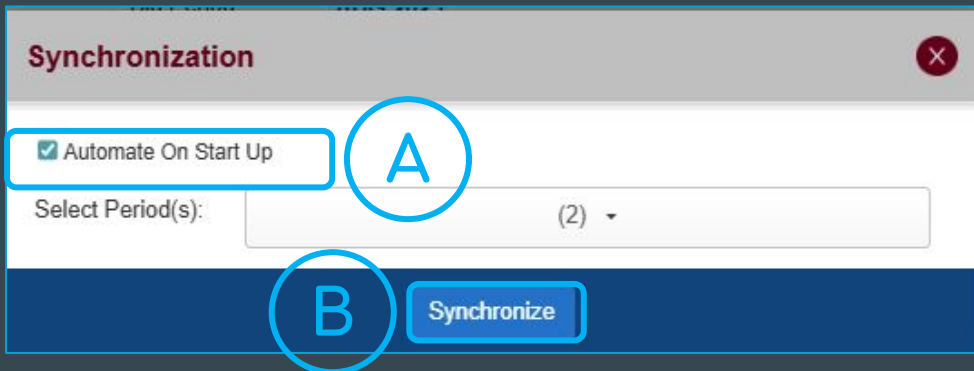 Synchronization
Automate On Start Up
A
Select Period(s):
(2)
B
Synchronize